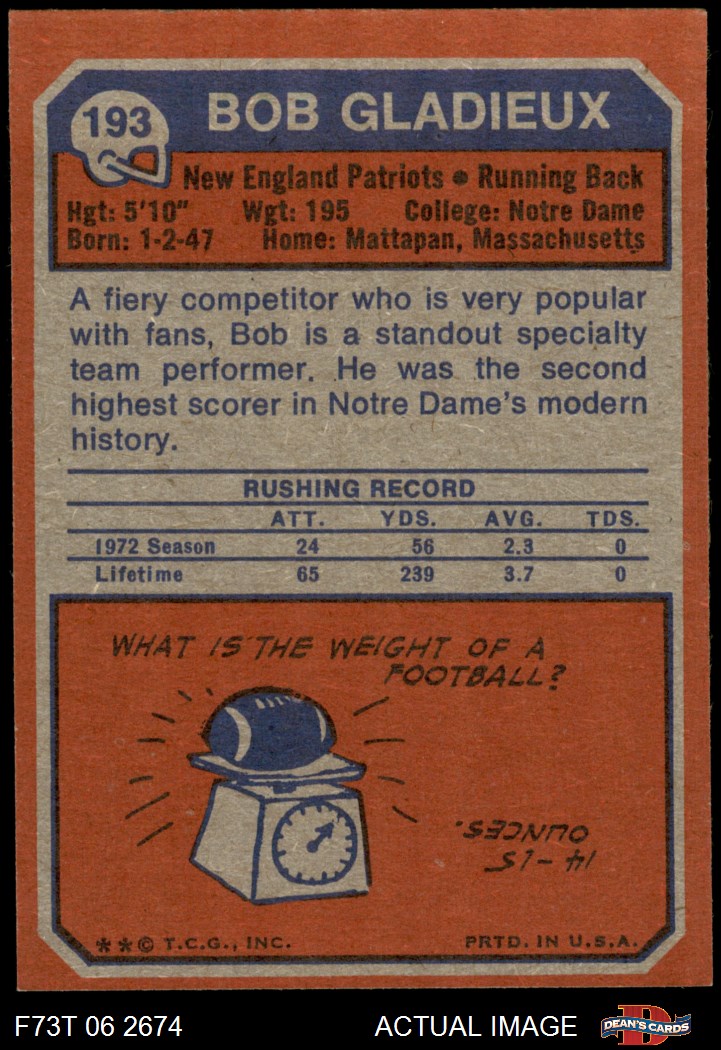 193
BOB GLADIEUX
New England Patriots • Running Back
Hgt: 5'10" Wgt: 195 College: Notre Dame
Born: 1-2-47 Home: Mattapan, Massachusetts
A fiery competitor who is very popular
with fans, Bob is a standout specialty
team performer. He was the second
highest scorer in Notre Dame's modern
history.
RUSHING RECORD
ATT. YDS. AVG. TDS.
1972 Season 24 56 2.3 0
Lifetime 65 239 3.7 0
WHAT IS THE WEIGHT OF A
FOOTBALL?
14-15
OUNCES.
**© T.C.G., INC. PRTD. IN U.S.A.
F73T 06 2674 ACTUAL IMAGE D DEAN'S CARDS